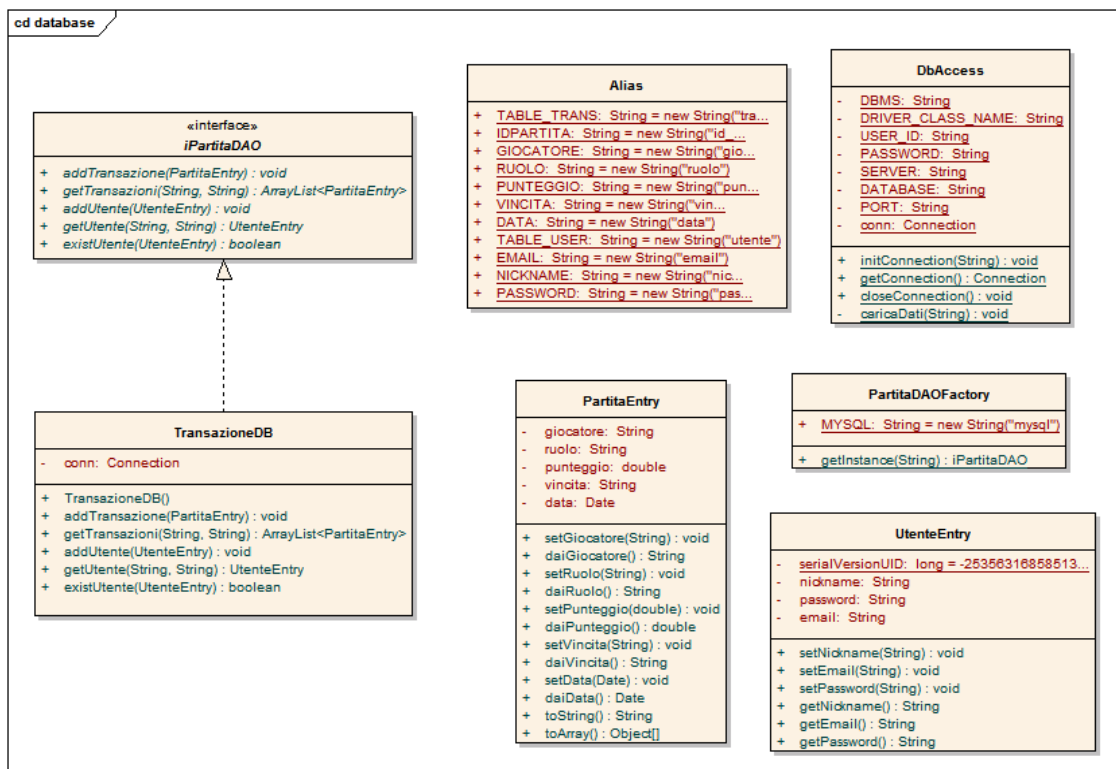 cd database
«interface»
iPartitaDAO
+ addTransazione(PartitaEntry) : void
+ getTransazioni(String, String) : ArrayList<PartitaEntry>
+ addUtente(UtenteEntry) : void
+ getUtente(String, String) : UtenteEntry
+ existUtente(UtenteEntry) : boolean
TransazioneDB
- conn: Connection
+ TransazioneDB()
+ addTransazione(PartitaEntry) : void
+ getTransazioni(String, String) : ArrayList<PartitaEntry>
+ addUtente(UtenteEntry) : void
+ getUtente(String, String) : UtenteEntry
+ existUtente(UtenteEntry) : boolean
Alias
+ TABLE_TRANS: String = new String("tra...
+ IDPARTITA: String = new String("id_...
+ GIOCATORE: String = new String("gio...
+ RUOLO: String = new String("ruolo")
+ PUNTEGGIO: String = new String("pun...
+ VINCITA: String = new String("vin...
+ DATA: String = new String("data")
+ TABLE_USER: String = new String("utente")
+ EMAIL: String = new String("email")
+ NICKNAME: String = new String("nic...
+ PASSWORD: String = new String("pas...
DbAccess
- DBMS: String
- DRIVER_CLASS_NAME: String
- USER_ID: String
- PASSWORD: String
- SERVER: String
- DATABASE: String
- PORT: String
- conn: Connection
+ initConnection(String) : void
+ getConnection() : Connection
+ closeConnection() : void
- caricaDati(String) : void
PartitaEntry
- giocatore: String
- ruolo: String
- punteggio: double
- vincita: String
- data: Date
+ setGiocatore(String) : void
+ daiGiocatore() : String
+ setRuolo(String) : void
+ daiRuolo() : String
+ setPunteggio(double) : void
+ daiPunteggio() : double
+ setVincita(String) : void
+ daiVincita() : String
+ setData(Date) : void
+ daiData() : Date
+ toString() : String
+ toArray() : Object[]
PartitaDAOFactory
+ MYSQL: String = new String("mysql")
+ getInstance(String) : iPartitaDAO
UtenteEntry
- serialVersionUID: long = -25356316858513...
- nickname: String
- password: String
- email: String
+ setNickname(String) : void
+ setEmail(String) : void
+ setPassword(String) : void
+ getNickname() : String
+ getEmail() : String
+ getPassword() : String